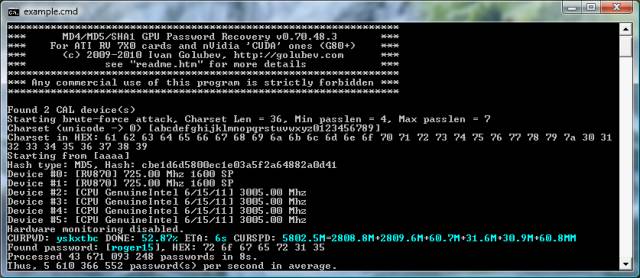 example.cmd
***********************************************************************
***      MD4/MD5/SHA1 GPU Password Recovery v0.70.48.3      ***
***    For ATI RV 7X0 cards and nVidia 'CUDA' ones (G80+)    ***
***      (c) 2009-2010 Ivan Golubev, http://golubev.com      ***
***            see "readme.htm" for more details            ***
***********************************************************************
*** Any commercial use of this program is strictly forbidden ***
***********************************************************************
Found 2 CAL device(s)
Starting brute-force attack, Charset Len = 36, Min passlen = 4, Max passlen = 7
Charset (unicode -> 0) [abcdefghijklmnopqrstuvwxyz0123456789]
Charset in HEX: 61 62 63 64 65 66 67 68 69 6a 6b 6c 6d 6e 6f 70 71 72 73 74 75 76 77 78 79 7a 30 31
32 33 34 35 36 37 38 39
Starting from [aaaa]
Hash type: MD5, Hash: cbe1d6d5800ec1e03a5f2a64882a0d41
Device #0: [RV870] 725.00 Mhz 1600 SP
Device #1: [RV870] 725.00 Mhz 1600 SP
Device #2: [CPU GenuineIntel 6/15/11] 3005.00 Mhz
Device #3: [CPU GenuineIntel 6/15/11] 3005.00 Mhz
Device #4: [CPU GenuineIntel 6/15/11] 3005.00 Mhz
Device #5: [CPU GenuineIntel 6/15/11] 3005.00 Mhz
Hardware monitoring disabled.
CURPWD: yskxthc DONE: 52.87% ETA: 6s CURSPD: 5802.5M=2808.8M+2809.6M+60.7M+31.6M+30.9M+60.8MM
Found password: [roger15], HEX: 72 6f 67 65 72 31 35
Processed 43 671 093 248 passwords in 8s.
Thus, 5 610 366 552 password(s) per second in average.